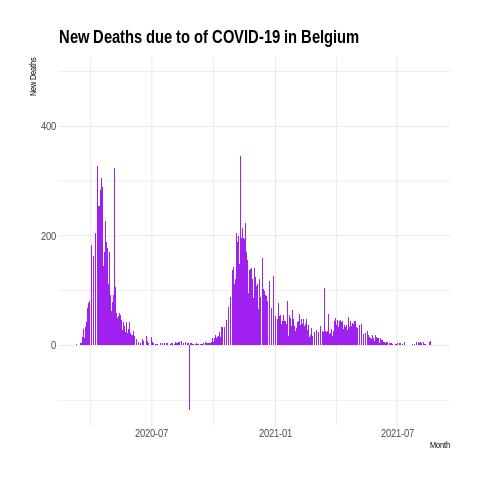 New Deaths due to of COVID-19 in Belgium
New Deaths
400
200
0
2020-07
2021-01
2021-07
Month